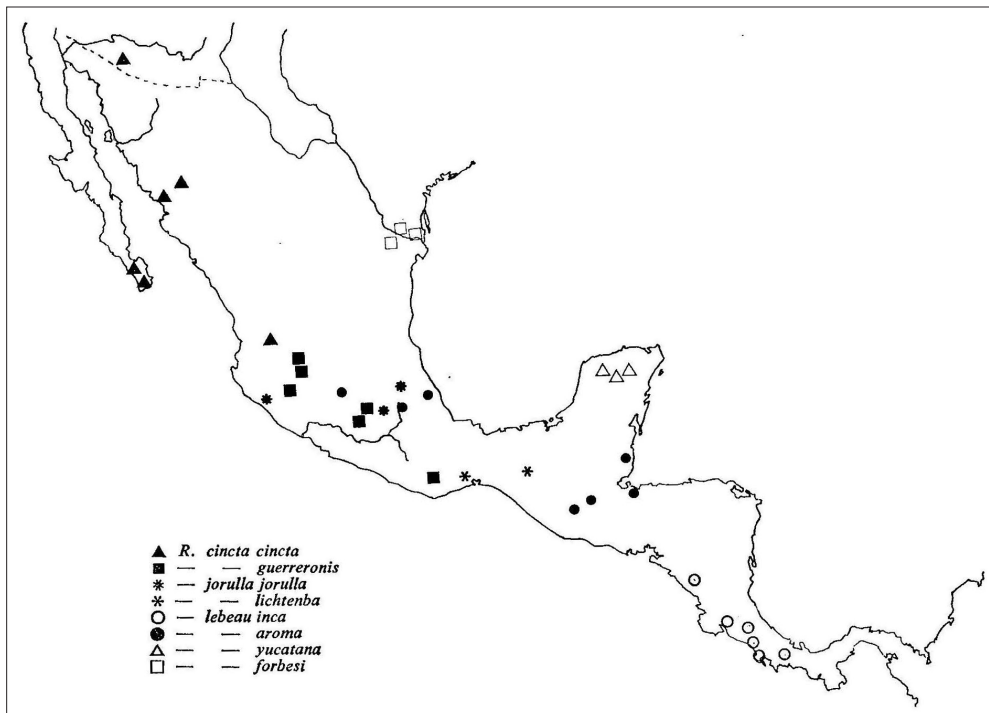 R. cincta cincta
— — guerreronis
— jorulla jorulla
— — lichtenba
— lebeau inca
— — aroma
— — yucatana
— — forbesi